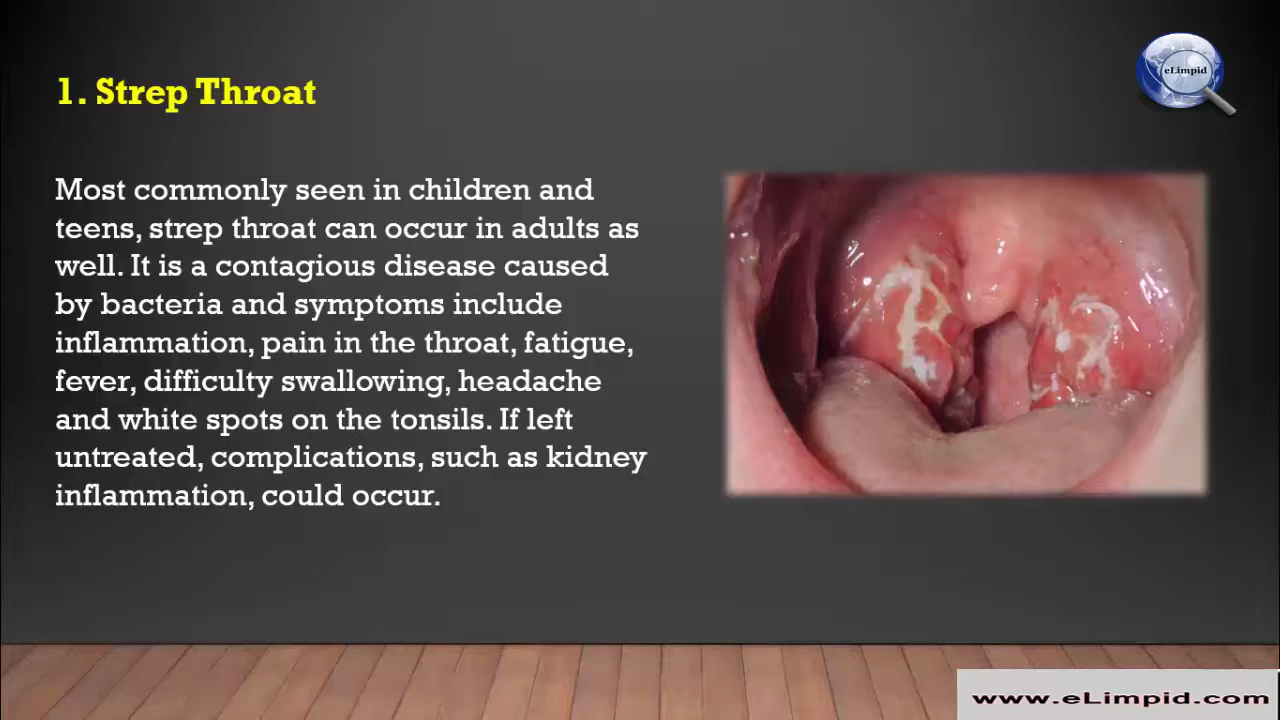 eLimpid
1. Strep Throat
Most commonly seen in children and
teens, strep throat can occur in adults as
well. It is a contagious disease caused
by bacteria and symptoms include
inflammation, pain in the throat, fatigue,
fever, difficulty swallowing, headache
and white spots on the tonsils. If left
untreated, complications, such as kidney
inflammation, could occur.
www.eLimpid.com